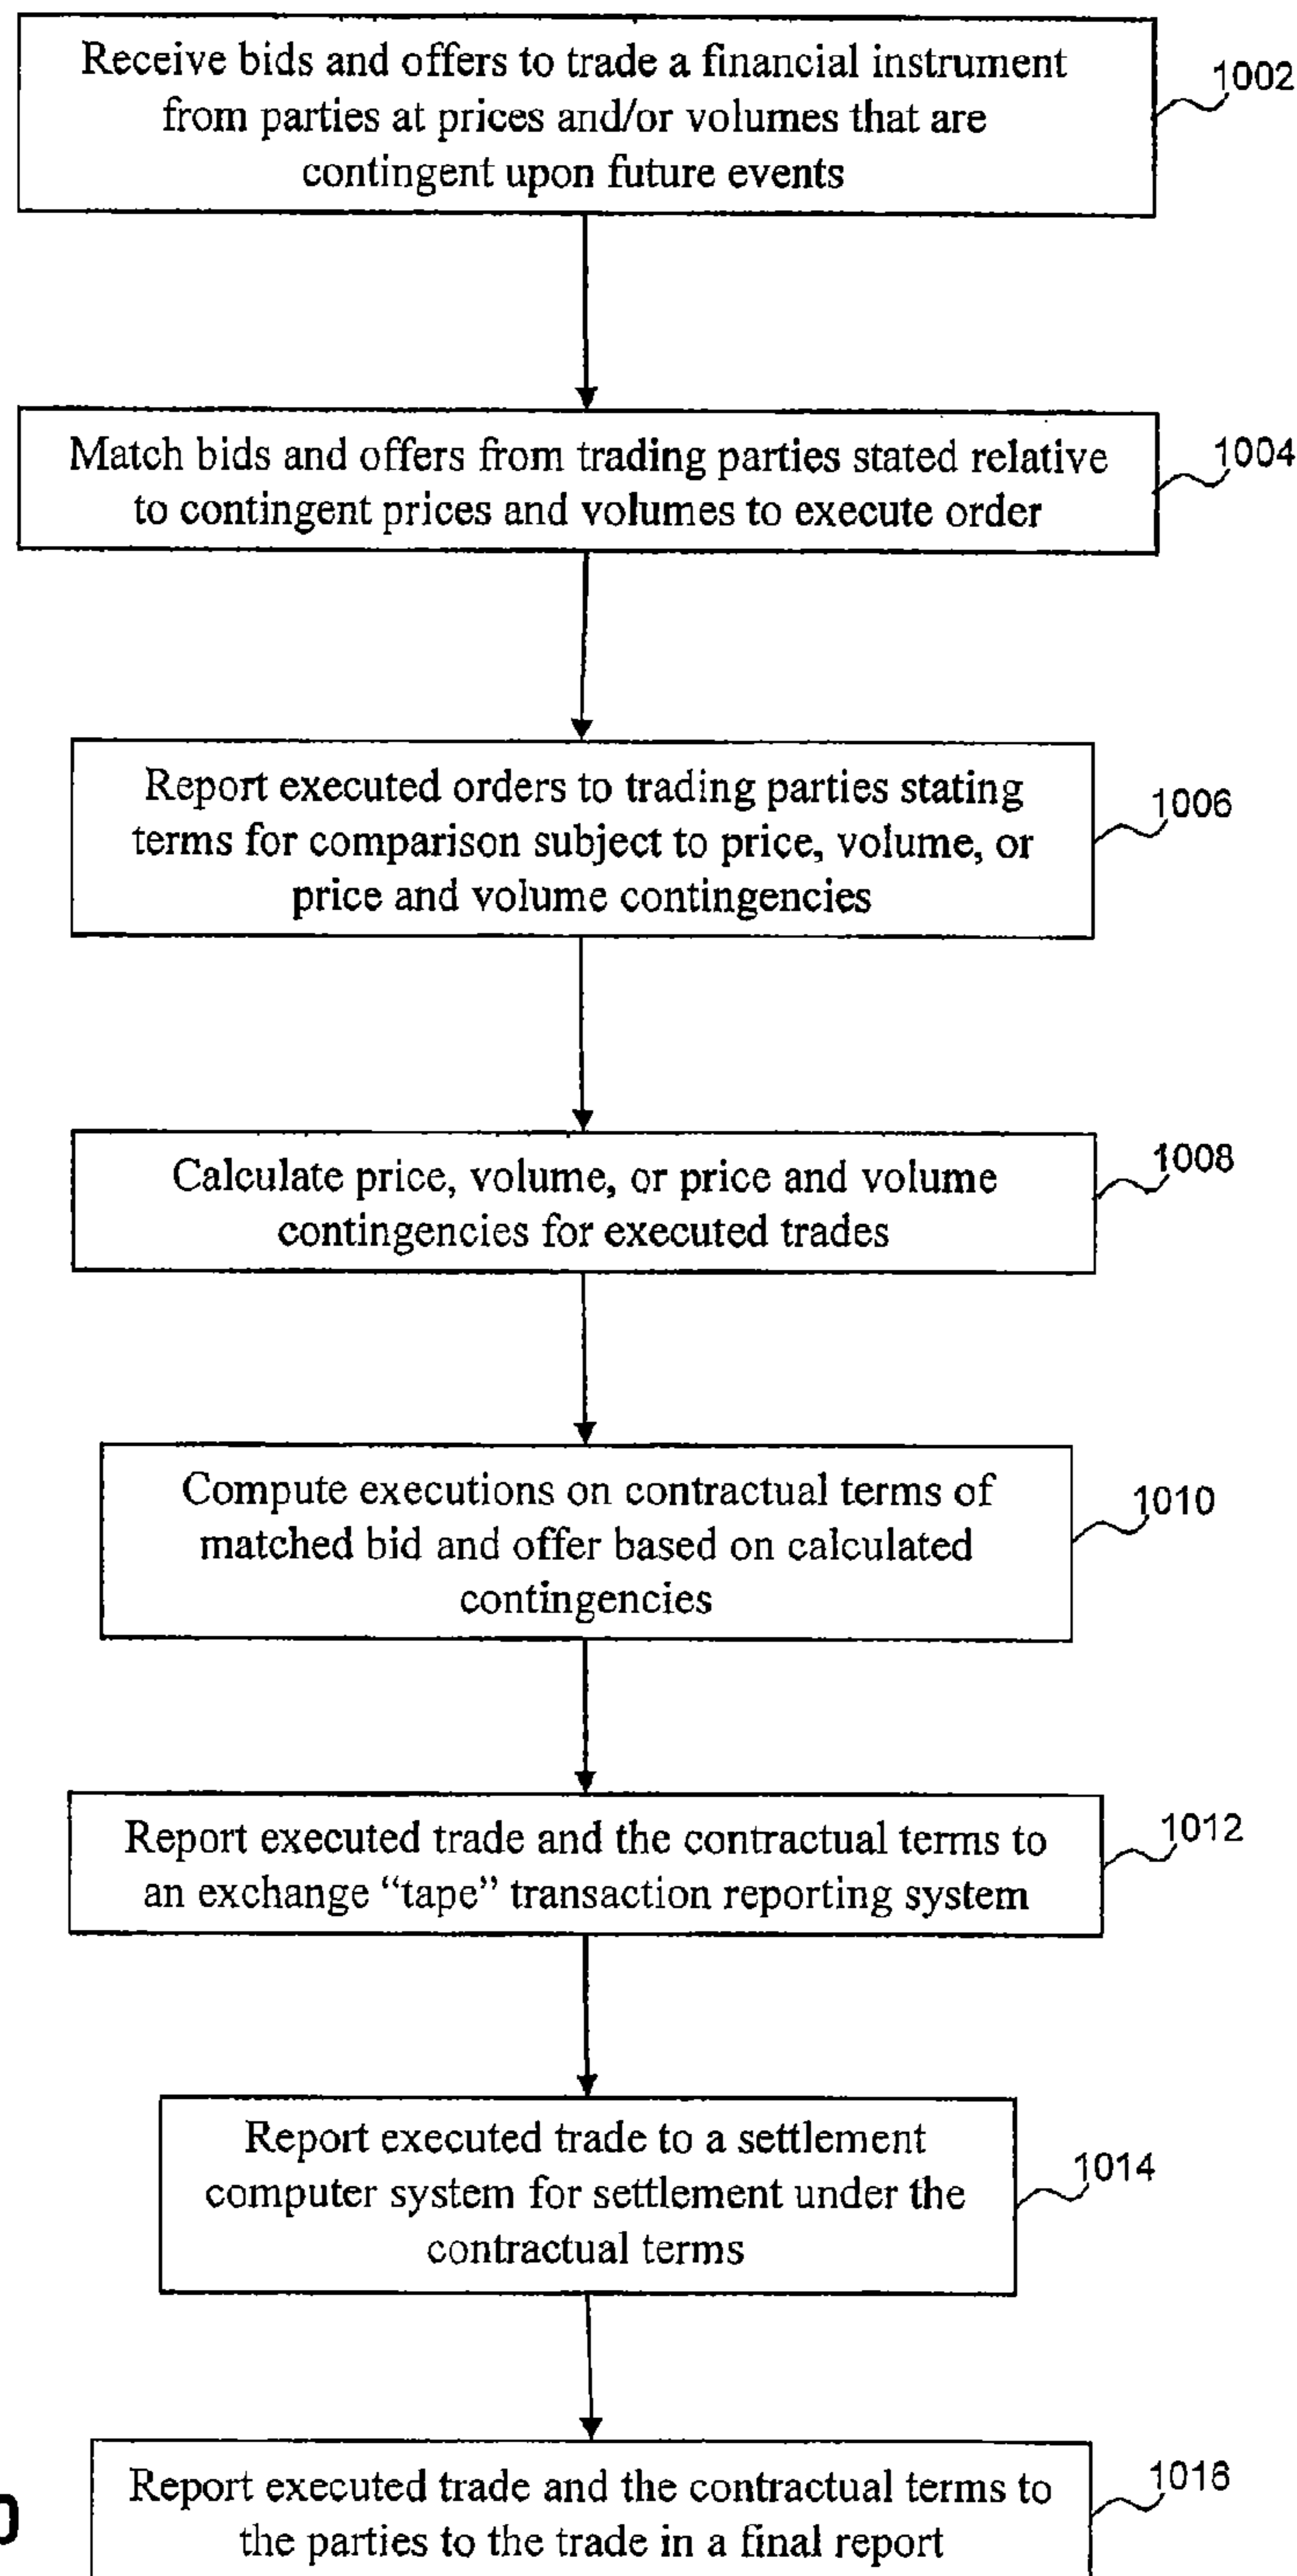 Receive bids and offers to trade a financial instrument
from parties at prices and/or volumes that are
contingent upon future events
1002
Match bids and offers from trading parties stated relative
to contingent prices and volumes to execute order
1004
Report executed orders to trading parties stating
terms for comparison subject to price, volume, or
price and volume contingencies
1006
Calculate price, volume, or price and volume
contingencies for executed trades
1008
Compute executions on contractual terms of
matched bid and offer based on calculated
contingencies
1010
Report executed trade and the contractual terms to
an exchange “tape” transaction reporting system
1012
Report executed trade to a settlement
computer system for settlement under the
contractual terms
1014
Report executed trade and the contractual terms to
the parties to the trade in a final report
1016